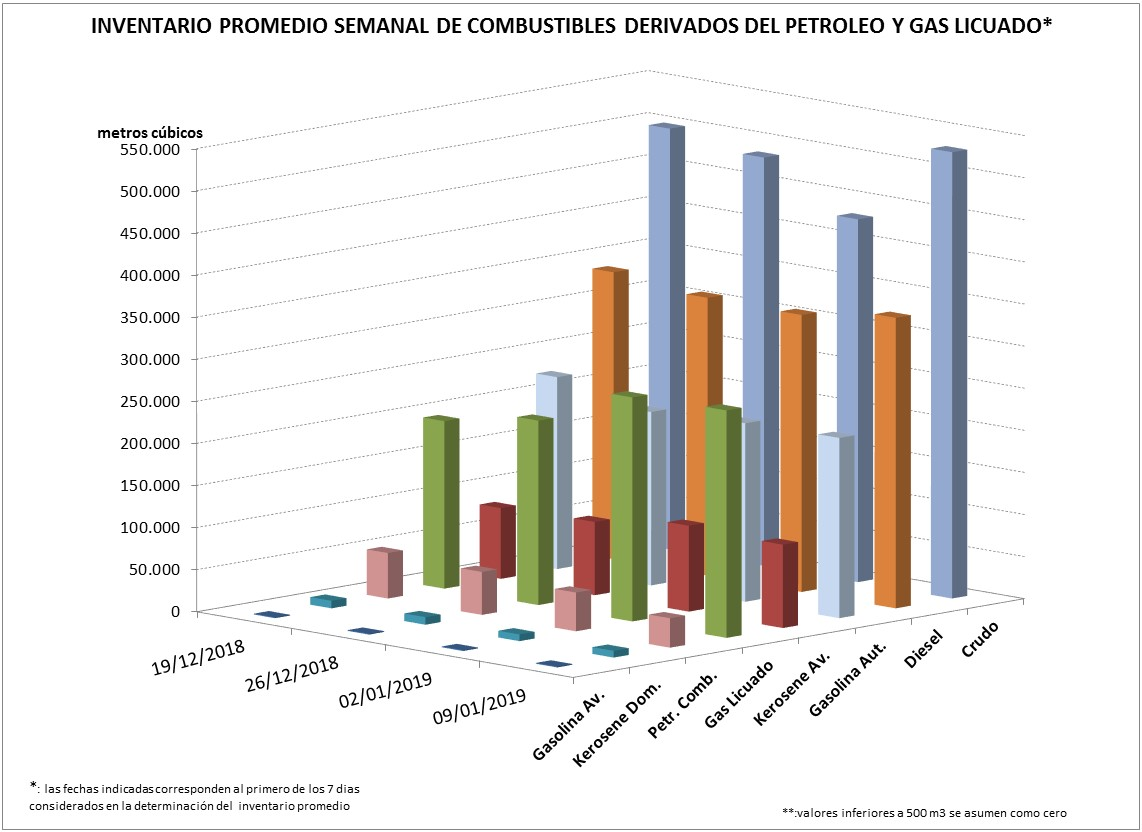 INVENTARIO PROMEDIO SEMANAL DE COMBUSTIBLES DERIVADOS DEL PETROLEO Y GAS LICUADO*
metros cúbicos
550.000
500.000
450.000
400.000
350.000
300.000
250.000
200.000
150.000
100.000
50.000
0
19/12/2018
26/12/2018
02/01/2019
09/01/2019
Gasolina Av.
Kerosene Dom.
Petr. Comb.
Gas Licuado
Kerosene Av.
Gasolina Aut.
Diesel
Crudo
*: las fechas indicadas corresponden al primero de los 7 dias
considerados en la determinación del inventario promedio
**:valores inferiores a 500 m3 se asumen como cero